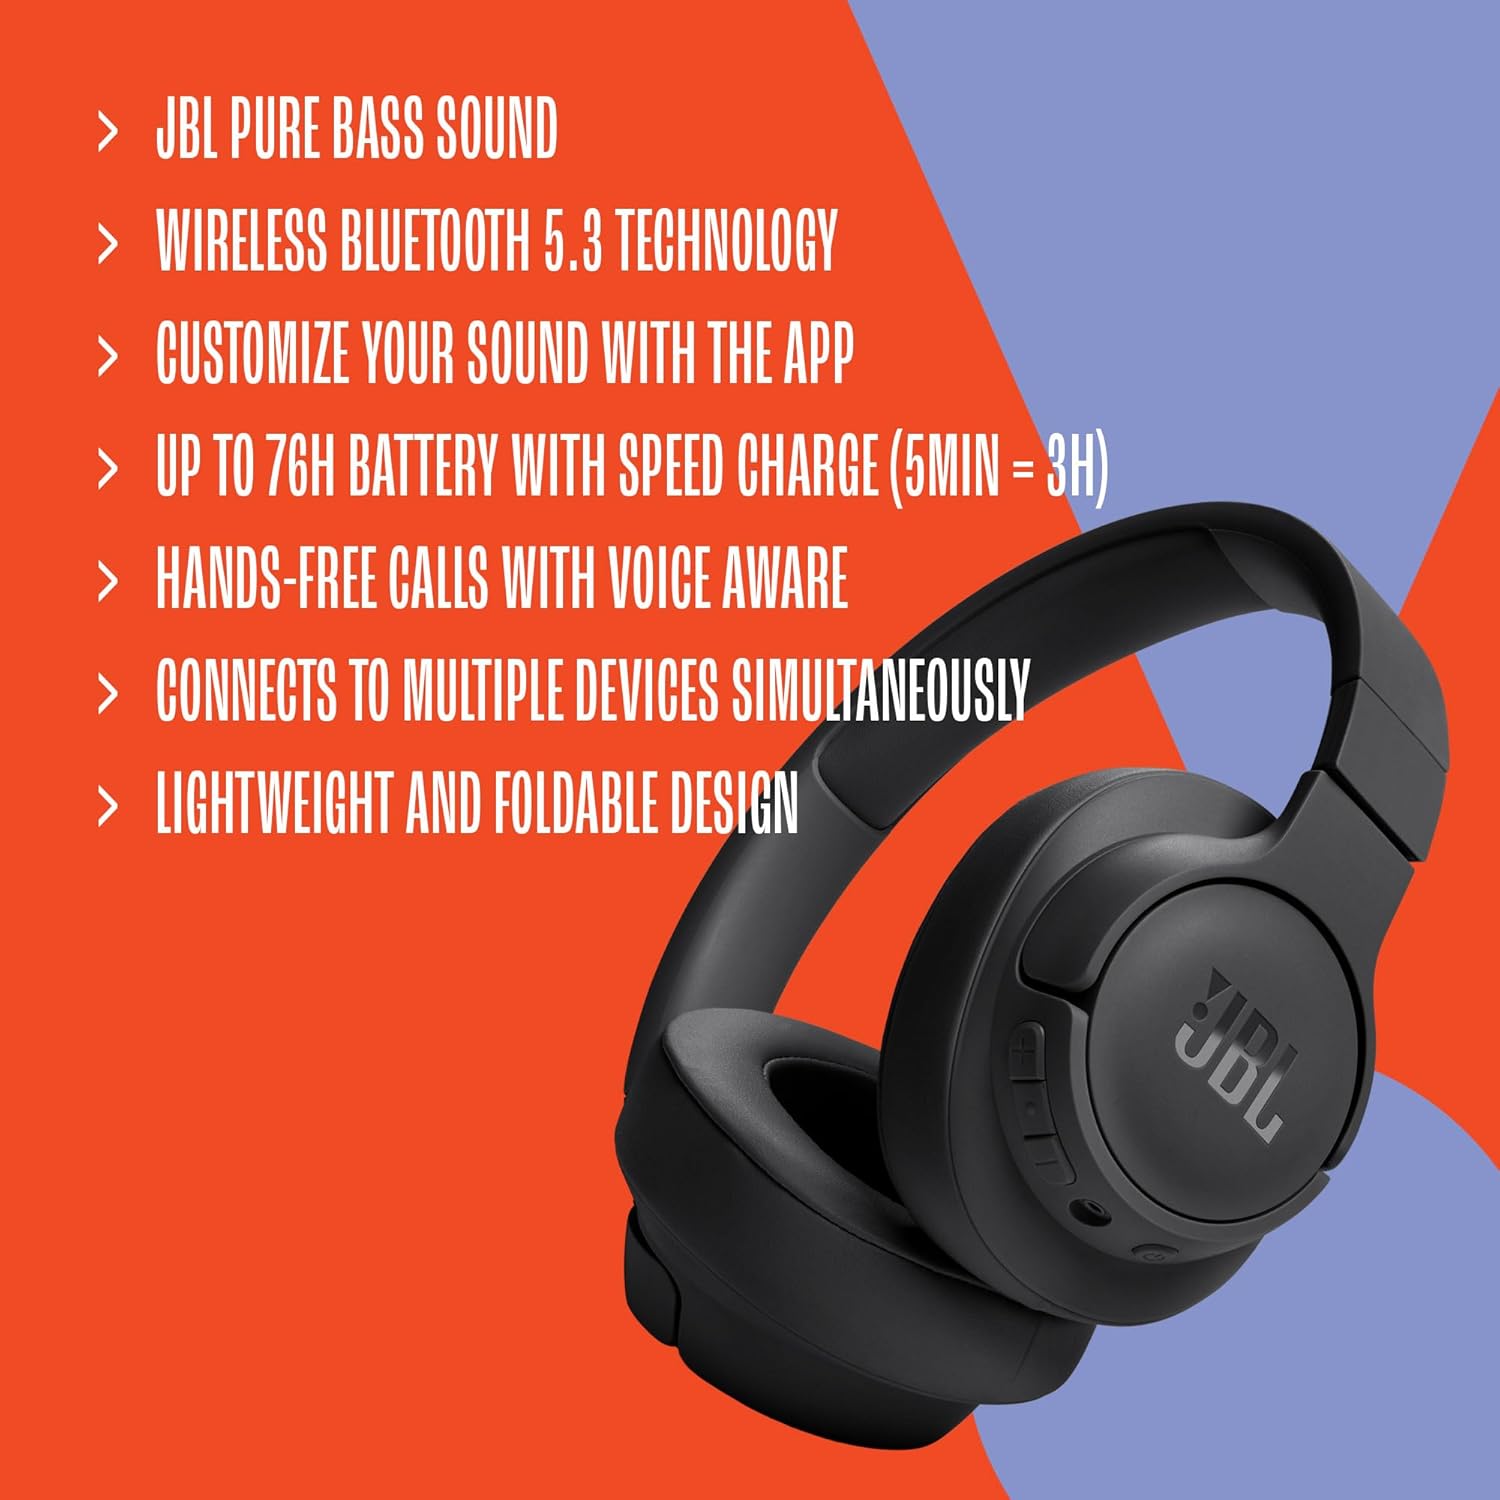 > JBL PURE BASS SOUND
> WIRELESS BLUETOOTH 5.3 TECHNOLOGY
> CUSTOMIZE YOUR SOUND WITH THE APP
> UP TO 76H BATTERY WITH SPEED CHARGE (5MIN = 3H)
> HANDS-FREE CALLS WITH VOICE AWARE
> CONNECTS TO MULTIPLE DEVICES SIMULTANEOUSLY
> LIGHTWEIGHT AND FOLDABLE DESIGN
JBL